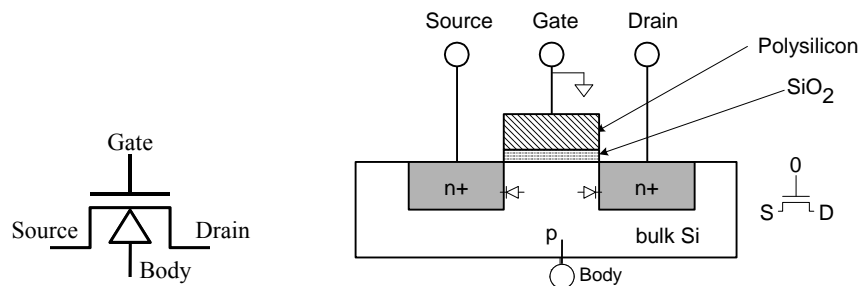 Gate
Source
Drain
Body
Source
Gate
Drain
Polysilicon
SiO2
n+
n+
p
bulk Si
Body
0
S
D